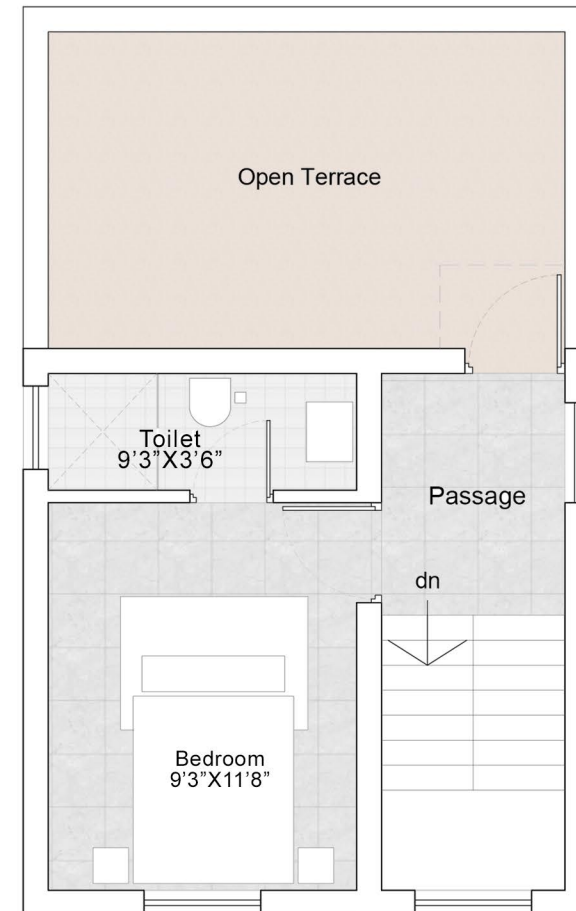 Open Terrace
Toilet
9’3”X3’6”
Passage
dn
Bedroom
9’3”X11’8”